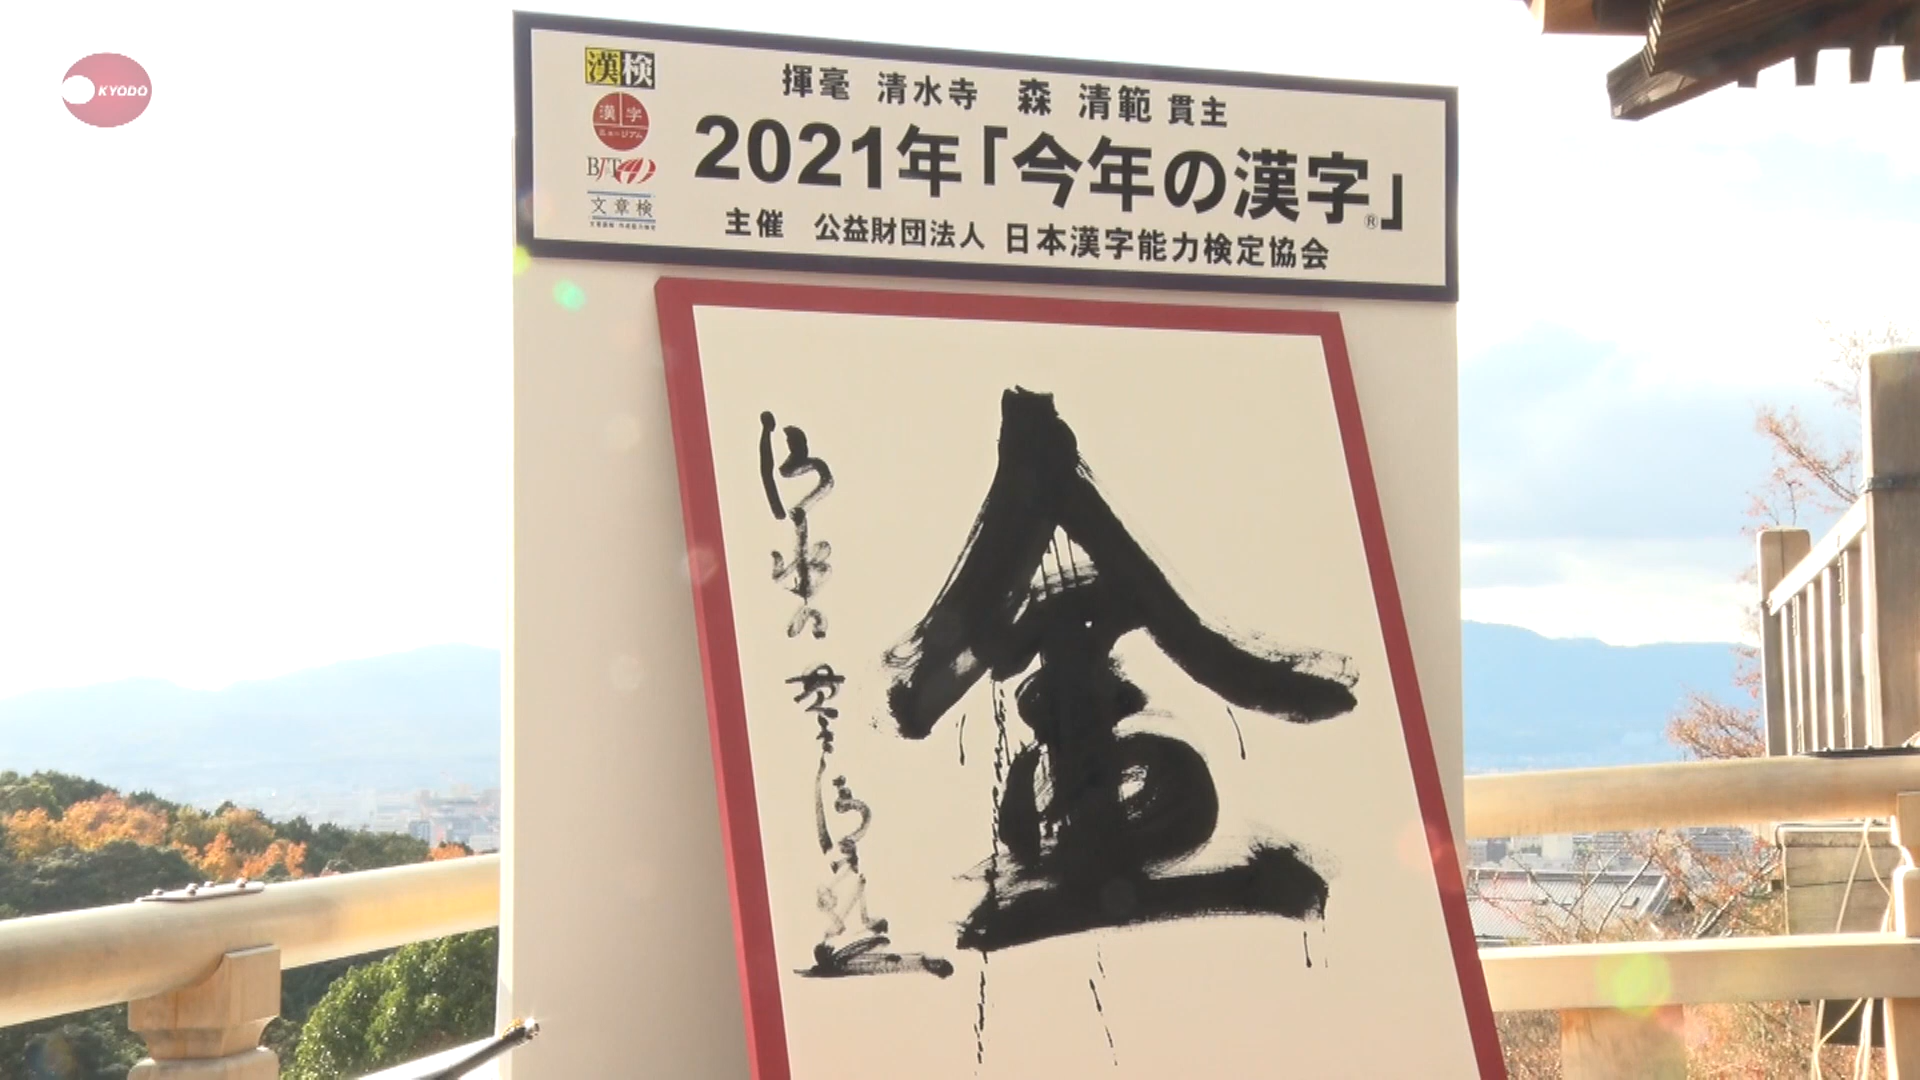 KYODO
漢検
漢字
ミュージアム
BJT
文章検
揮毫 清水寺 森 清範 貫主
2021年「今年の漢字」®
主催 公益財団法人 日本漢字能力検定協会
金